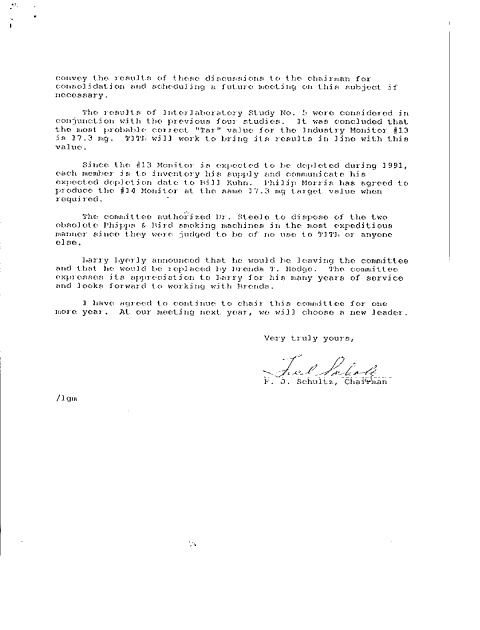 convey the results of these discussions to the chairman for
consolidation and scheduling a future meeting on this subject if
necessary.
The results of Interlaboratory Study No. 5 were considered in
conjunction with the previous four studies. It was concluded that
the most probable correct "Tar" value for the Industry Monitor #13
is 17.3 mg. TITL will work to bring its results in line with this
value.
Since the #13 Monitor is expected to be depleted during 1991,
each member is to inventory his supply and communicate his
expected depletion date to Bill Kuhn. Philip Morris has agreed to
produce the #14 Monitor at the same 17.3 mg target value when
required.
The committee authorized Dr. Steele to dispose of the two
obsolete Phipps & Bird smoking machines in the most expeditious
manner since they were judged to be of no use to TITL or anyone
else.
Larry Lyerly announced that he would be leaving the committee
and that he would be replaced by Brenda T. Hodge. The committee
expresses its appreciation to Larry for his many years of service
and looks forward to working with Brenda.
I have agreed to continue to chair this committee for one
more year. At our meeting next year, we will choose a new leader.
Very truly yours,
F. J. Schultz, Chairman
/lgm